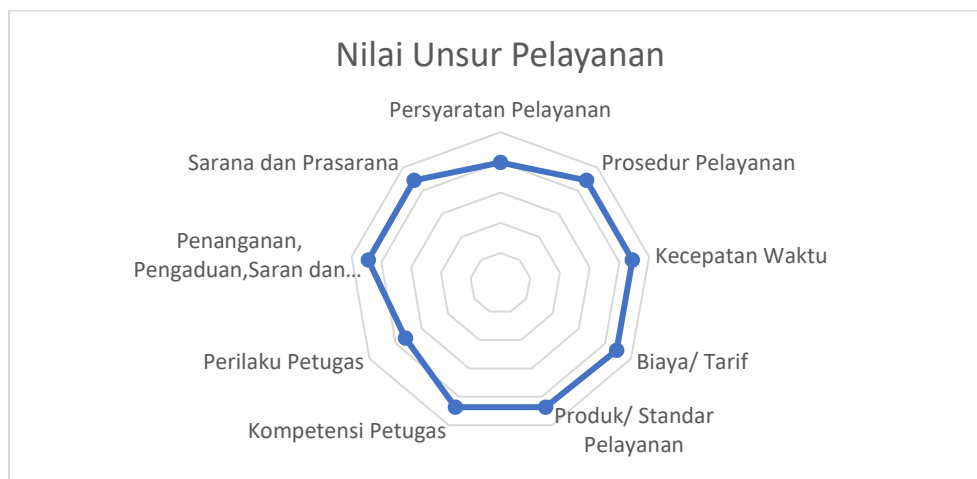 Nilai Unsur Pelayanan
Persyaratan Pelayanan
Prosedur Pelayanan
Kecepatan Waktu
Biaya/ Tarif
Produk/ Standar
Pelayanan
Kompetensi Petugas
Perilaku Petugas
Penanganan,
Pengaduan,Saran dan…
Sarana dan Prasarana